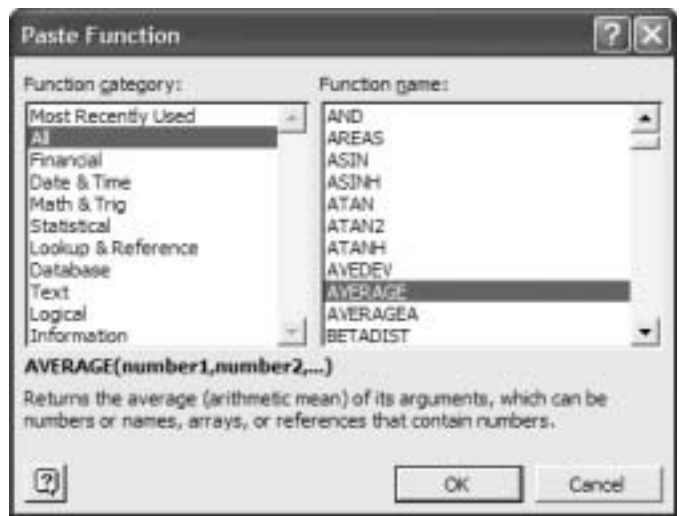 Paste Function
?
Function category:
Most Recently Used
All
Financial
Date & Time
Math & Trig
Statistical
Lookup & Reference
Database
Text
Logical
Information
Function name:
AND
AREAS
ASIN
ASINH
ATAN
ATAN2
ATANH
AVEDEV
AVERAGE
AVERAGEA
BETADIST
AVERAGE(number1,number2,...)
Returns the average (arithmetic mean) of its arguments, which can be
numbers or names, arrays, or references that contain numbers.
?
OK
Cancel